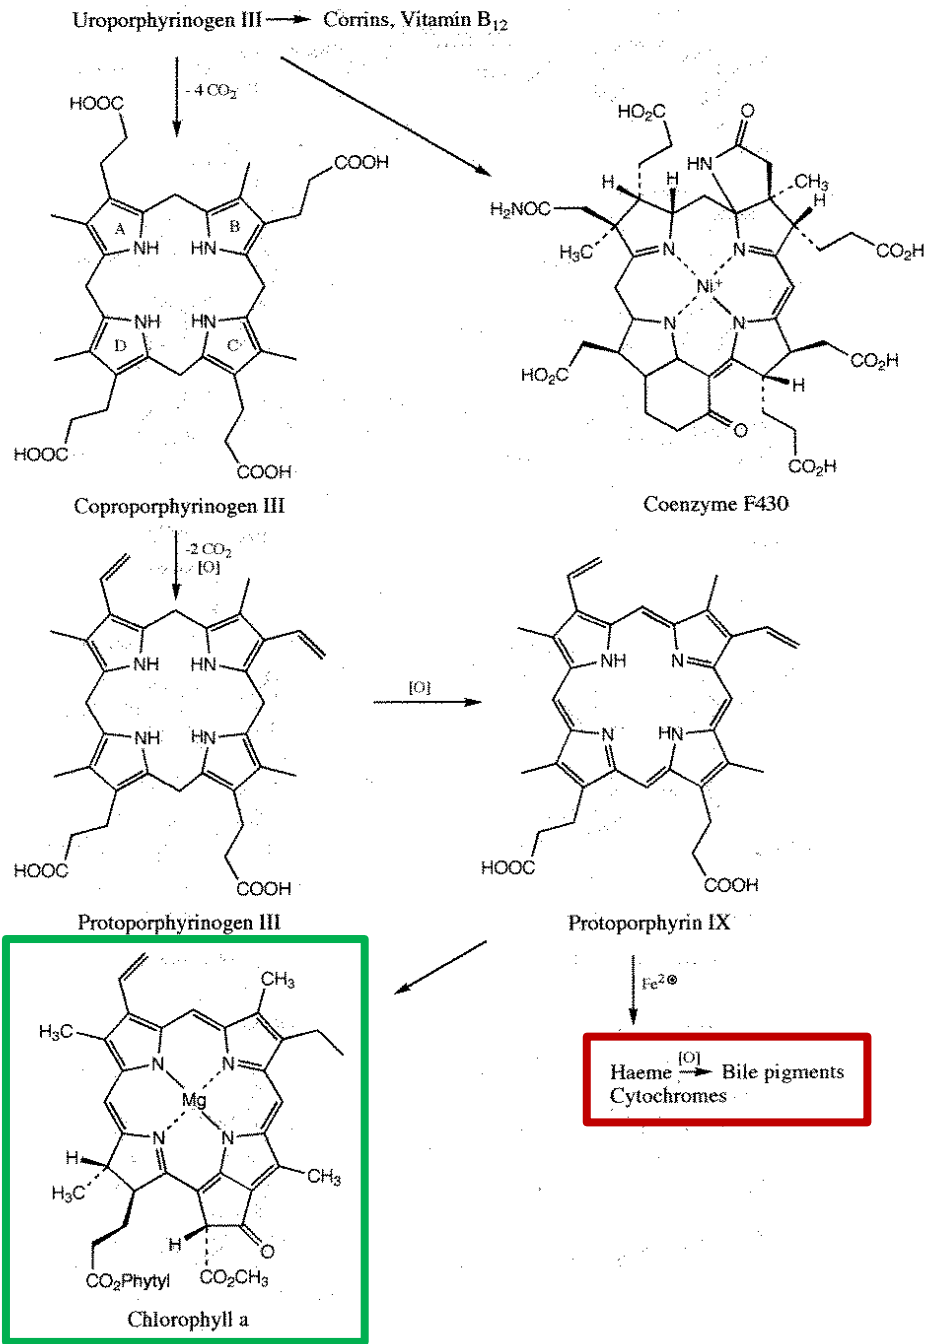 Uroporphyrinogen III → Corrins, Vitamin B12
- 4 CO2
HOOC
COOH
A
B
NH
HN
NH
HN
D
C
HOOC
COOH
Coproporphyrinogen III
HO2C
O
HN
H
H
CH3
H
H2NOC
H3C
N
N
CO2H
Ni+
N
N
HO2C
CO2H
H
O
CO2H
Coenzyme F430
-2 CO2
[O]
NH
HN
NH
HN
HOOC
COOH
Protoporphyrinogen III
[O]
NH
N
N
HN
HOOC
COOH
Protoporphyrin IX
Fe2⊕
Haeme [O] → Bile pigments
Cytochromes
CH3
H3C
N
N
Mg
N
N
H
H3C
CH3
H
O
CO2Phytyl
CO2CH3
Chlorophyll a